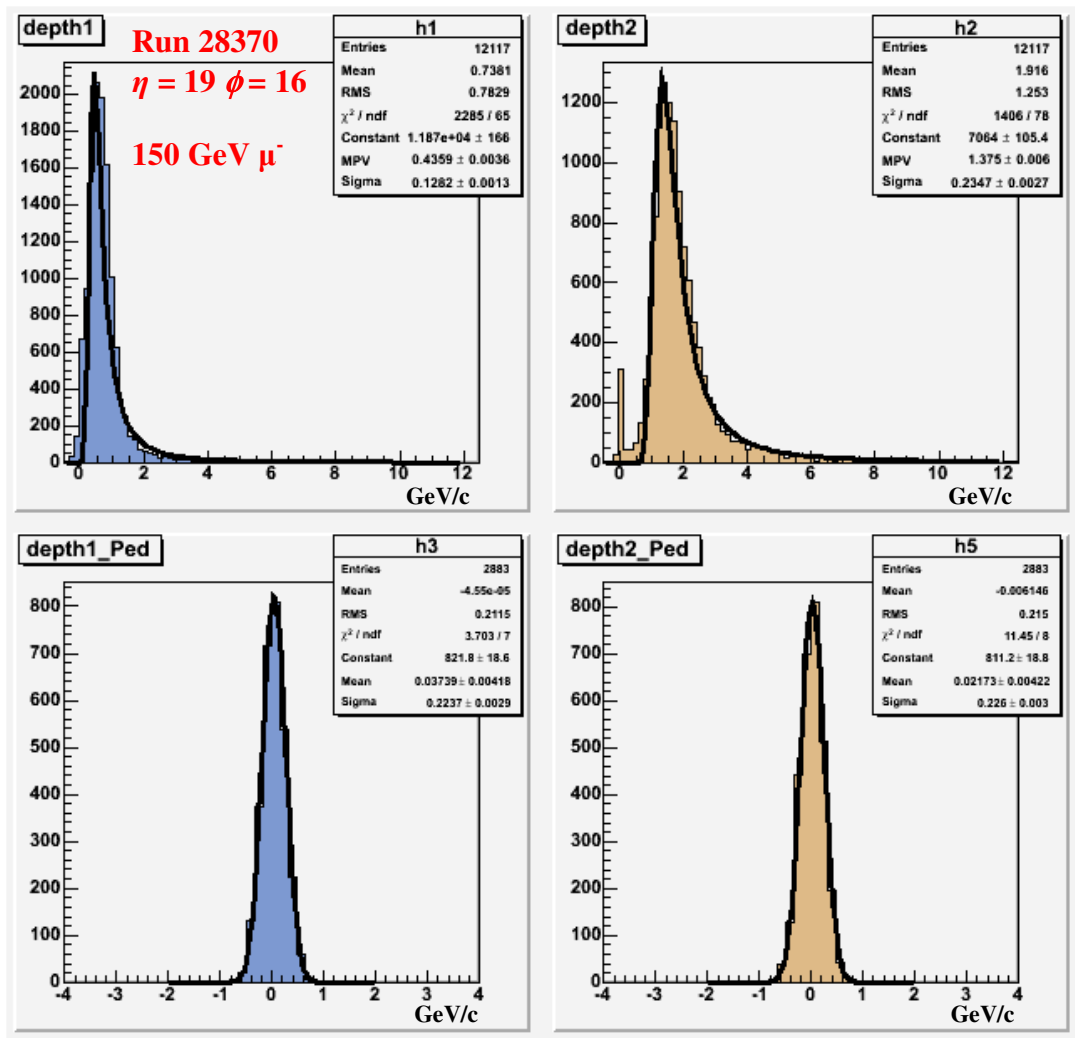 depth1
Run 28370
η = 19 ϕ = 16
150 GeV μ⁻
h1
Entries 12117
Mean 0.7381
RMS 0.7829
χ² / ndf 2285 / 65
Constant 1.187e+04 ± 166
MPV 0.4359 ± 0.0036
Sigma 0.1282 ± 0.0013
2000
1800
1600
1400
1200
1000
800
600
400
200
0
0 2 4 6 8 10 12
GeV/c
depth2
h2
Entries 12117
Mean 1.916
RMS 1.253
χ² / ndf 1406 / 78
Constant 7064 ± 105.4
MPV 1.375 ± 0.006
Sigma 0.2347 ± 0.0027
1200
1000
800
600
400
200
0
0 2 4 6 8 10 12
GeV/c
depth1_Ped
h3
Entries 2883
Mean -4.55e-05
RMS 0.2115
χ² / ndf 3.703 / 7
Constant 821.8 ± 18.6
Mean 0.03739 ± 0.00418
Sigma 0.2237 ± 0.0029
800
700
600
500
400
300
200
100
0
-4 -3 -2 -1 0 1 2 3 4
GeV/c
depth2_Ped
h5
Entries 2883
Mean -0.006146
RMS 0.215
χ² / ndf 11.45 / 8
Constant 811.2 ± 18.8
Mean 0.02173 ± 0.00422
Sigma 0.226 ± 0.003
800
700
600
500
400
300
200
100
0
-4 -3 -2 -1 0 1 2 3 4
GeV/c